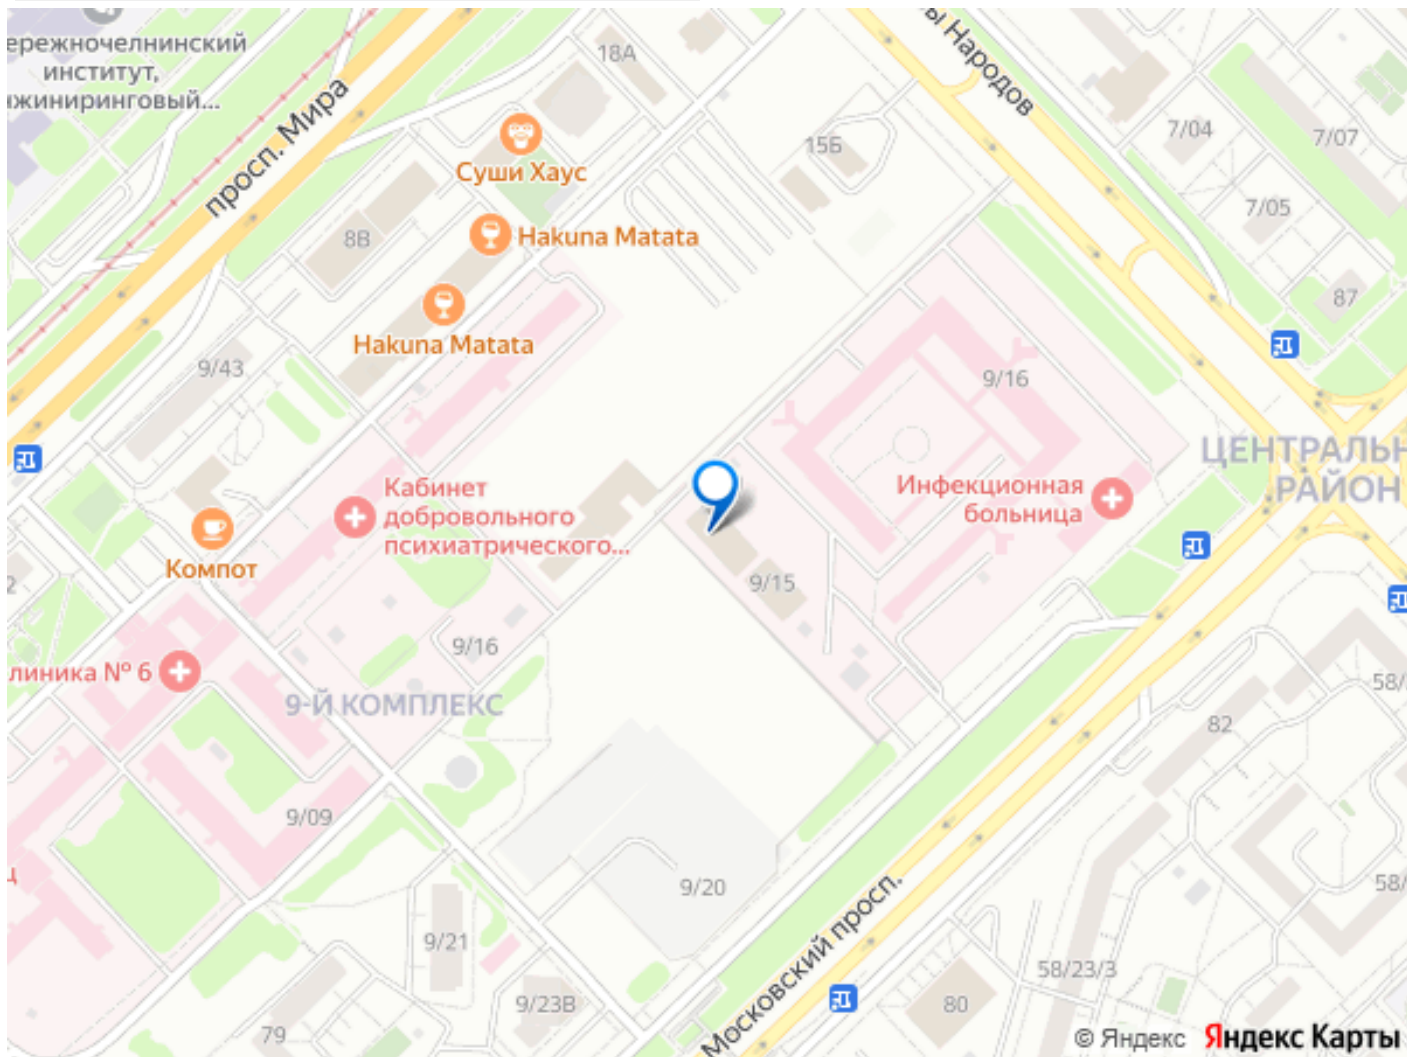 ережночелнинский
институт,
нжиниринговый...
просп. Мира
18А
Суши Хаус
Hakuna Matata
8В
Hakuna Matata
9/43
15Б
ы Народов
7/04
7/07
7/05
87
9/16
ЦЕНТРАЛЬН
РАЙОН
Инфекционная
больница
Кабинет
добровольного
психиатрического...
Компот
2
9/15
9/16
линика № 6
9-Й КОМПЛЕКС
58/
82
9/09
9/20
58/
9/21
Московский просп.
58/23/3
9/23В
80
79
© Яндекс Яндекс Карты